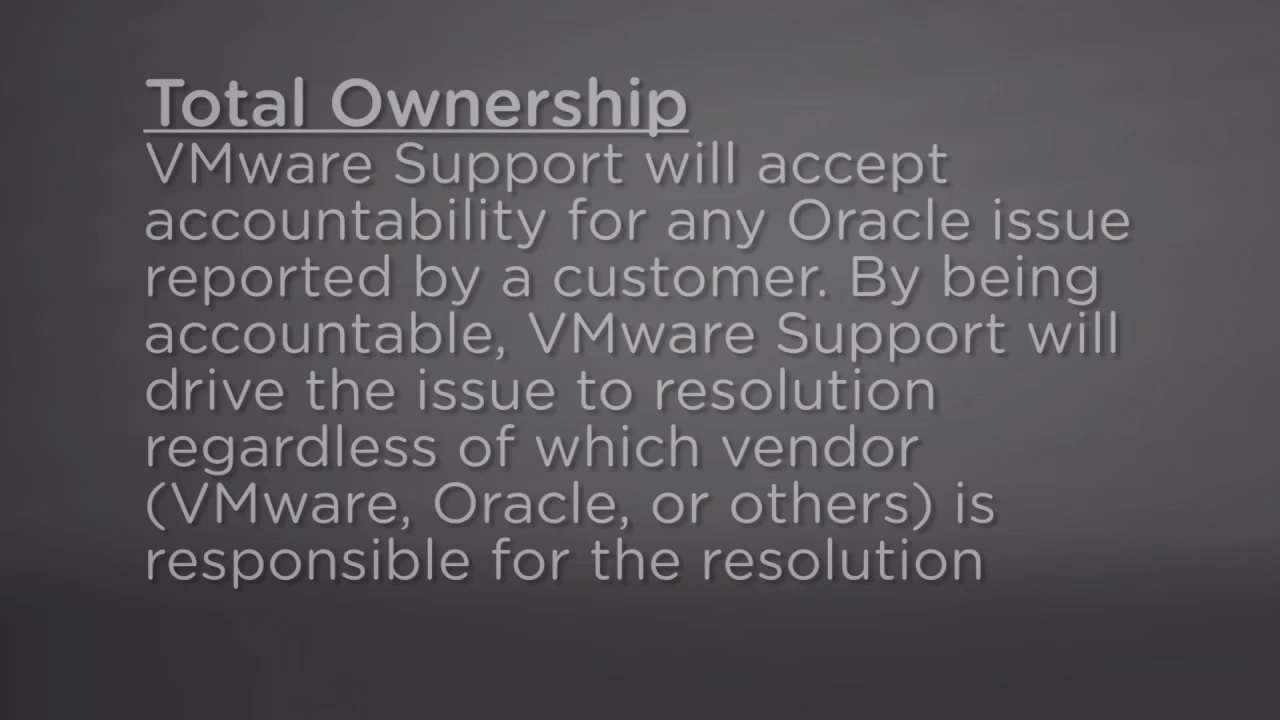 Total Ownership
VMware Support will accept
accountability for any Oracle issue
reported by a customer. By being
accountable, VMware Support will
drive the issue to resolution
regardless of which vendor
(VMware, Oracle, or others) is
responsible for the resolution